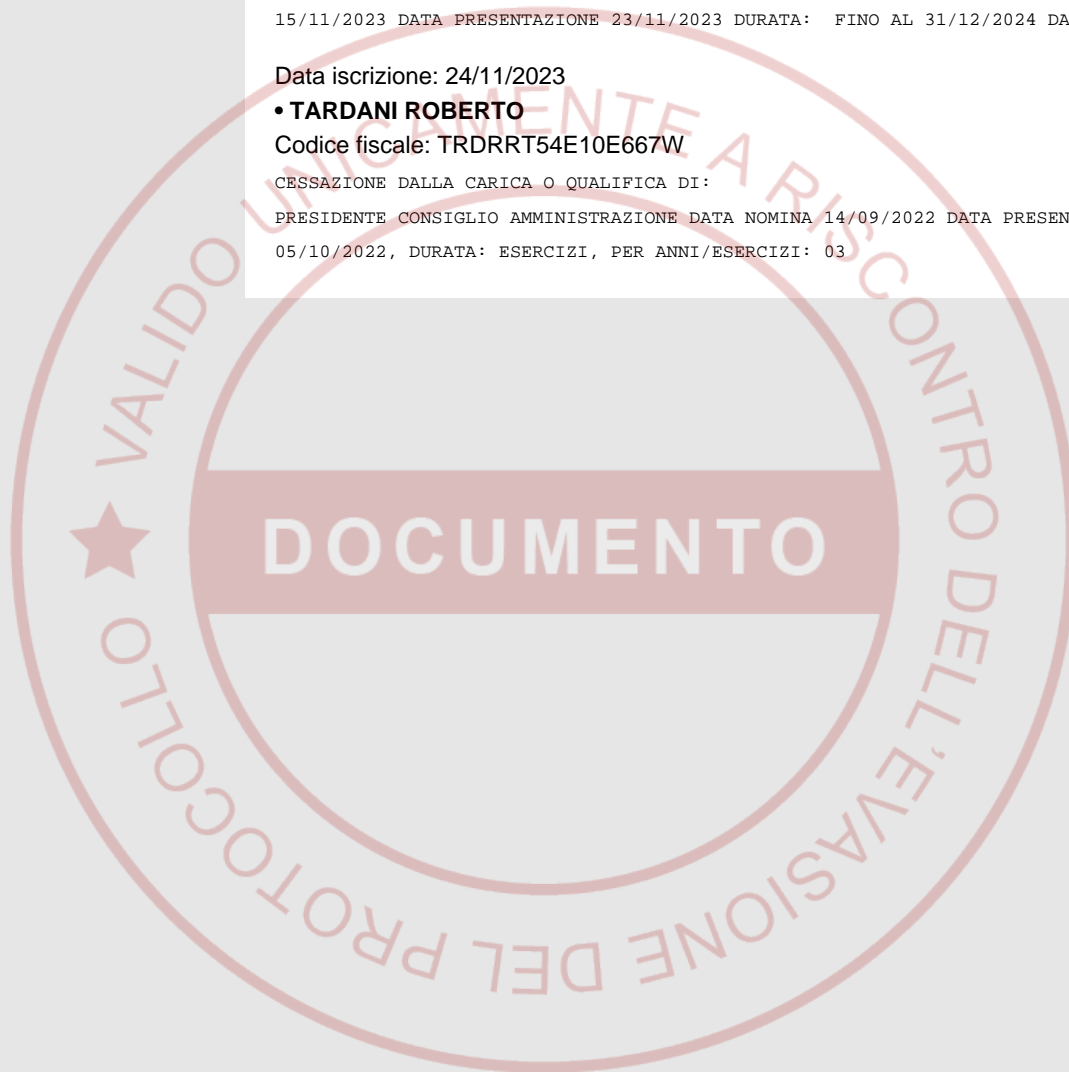 15/11/2023 DATA PRESENTAZIONE 23/11/2023 DURATA: FINO AL 31/12/2024 DA
Data iscrizione: 24/11/2023
• TARDANI ROBERTO
Codice fiscale: TRDRRT54E10E667W
CESSAZIONE DALLA CARICA O QUALIFICA DI:
PRESIDENTE CONSIGLIO AMMINISTRAZIONE DATA NOMINA 14/09/2022 DATA PRESEN
05/10/2022, DURATA: ESERCIZI, PER ANNI/ESERCIZI: 03
VALIDO UNICAMENTE A RISCONTRO DELL'EVASIONE DEL PROTOCOLLO
DOCUMENTO